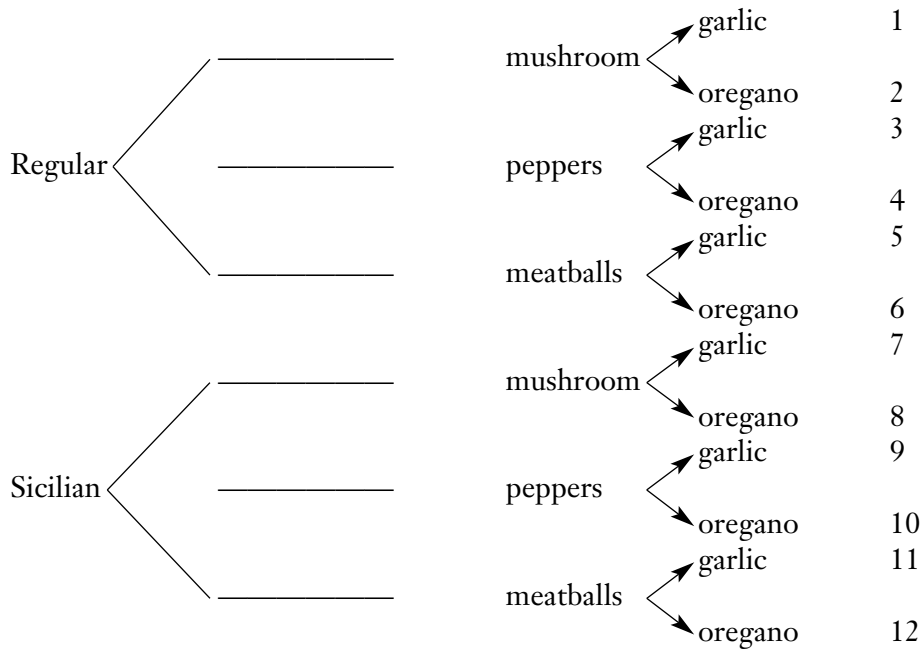 garlic 1
mushroom
oregano 2
garlic 3
Regular peppers
oregano 4
garlic 5
meatballs
oregano 6
garlic 7
mushroom
oregano 8
garlic 9
Sicilian peppers
oregano 10
garlic 11
meatballs
oregano 12